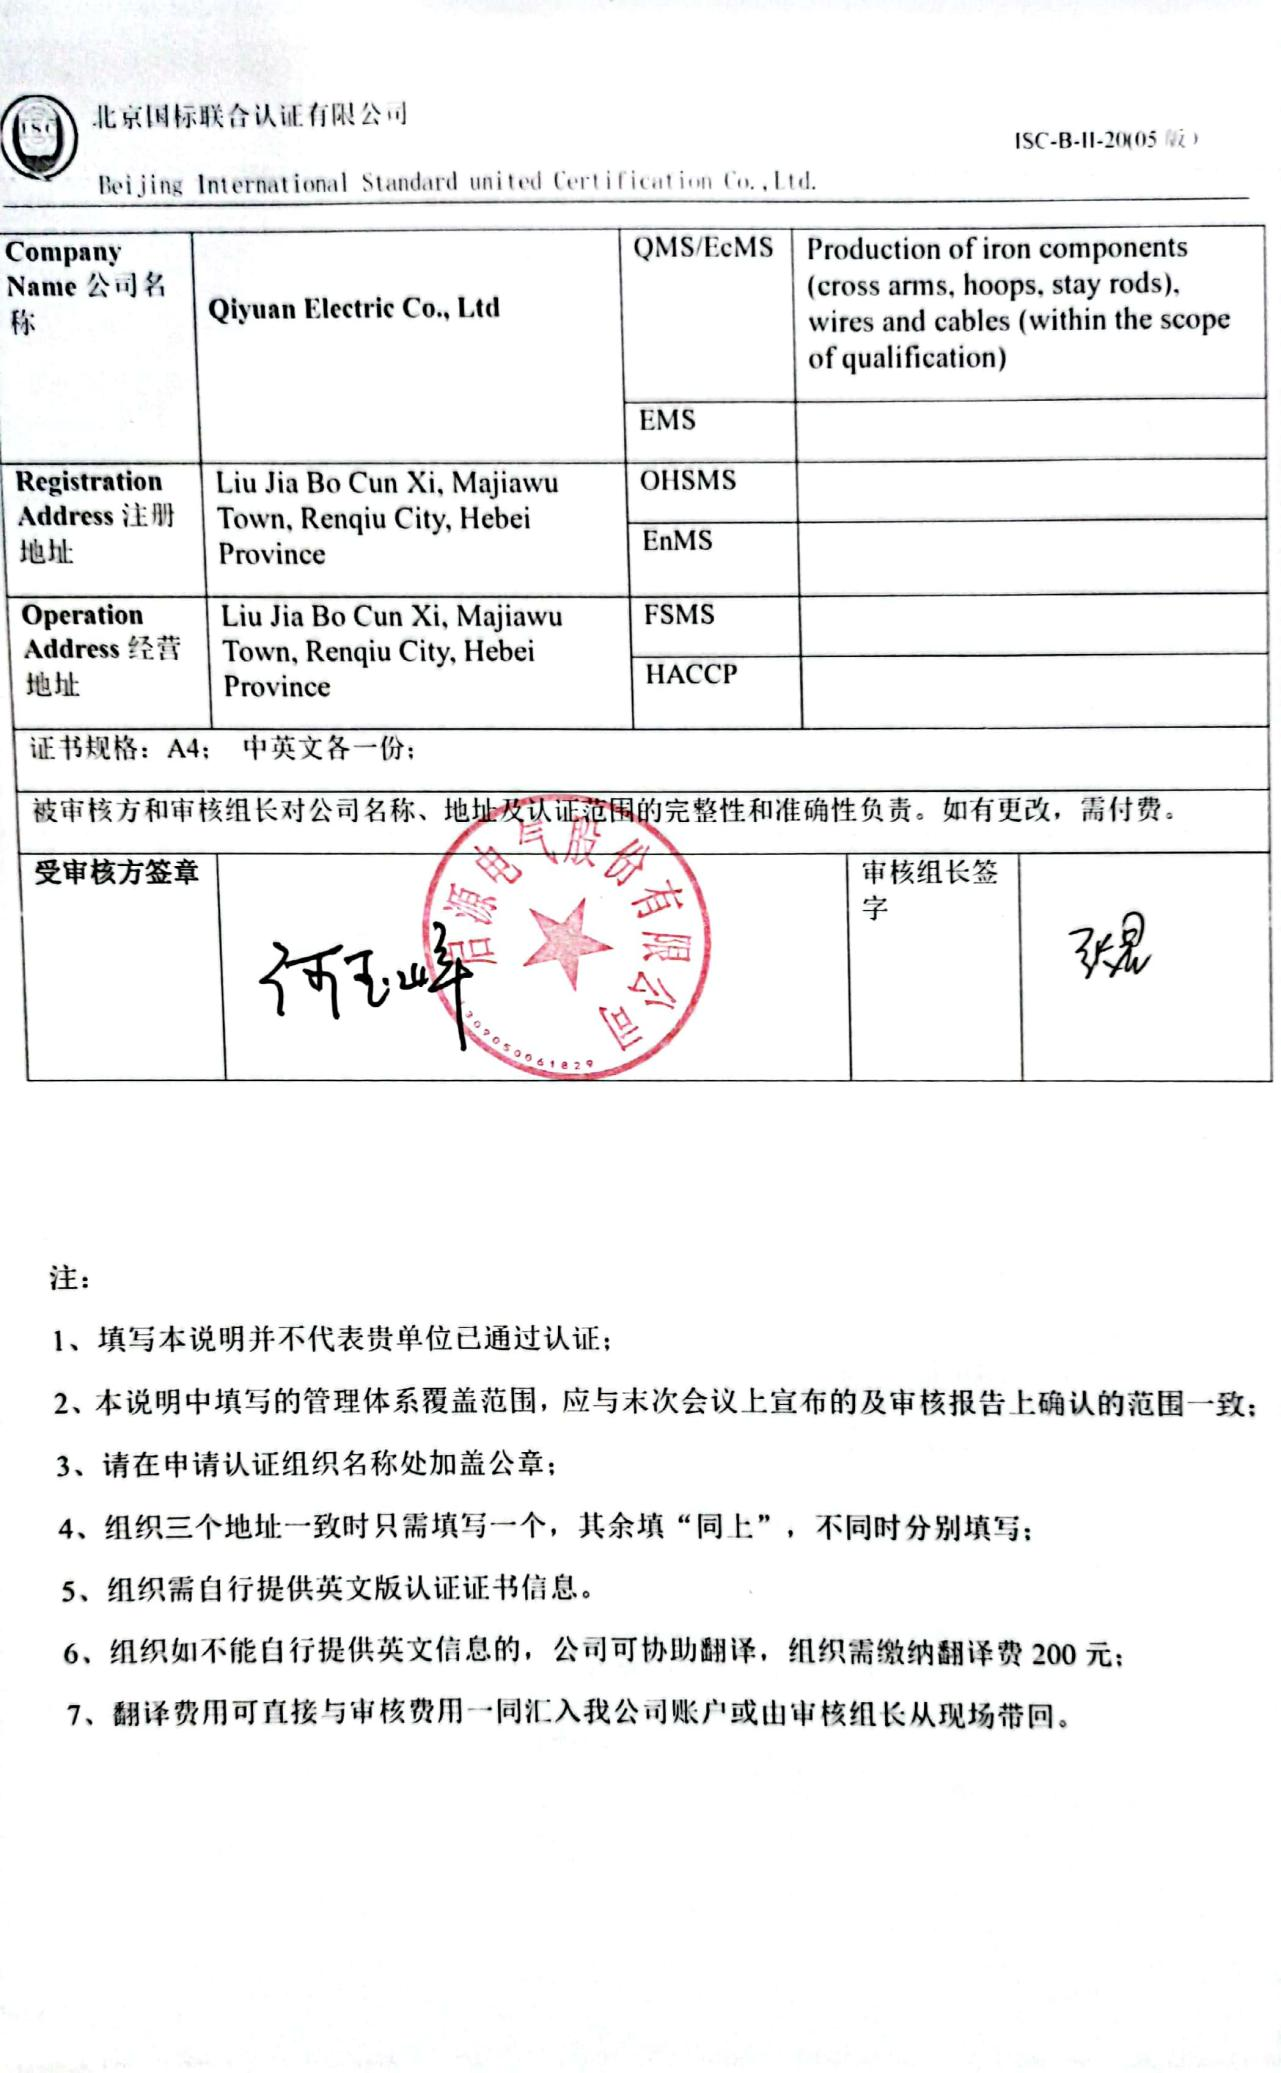 ISC
北京国标联合认证有限公司
ISC-B-II-20(05 版)
Beijing International Standard united Certification Co.,Ltd.
Company
Name 公司名
称
Qiyuan Electric Co., Ltd
QMS/EcMS
Production of iron components
(cross arms, hoops, stay rods),
wires and cables (within the scope
of qualification)
EMS
Registration
Address 注册
地址
Liu Jia Bo Cun Xi, Majiawu
Town, Renqiu City, Hebei
Province
OHSMS
EnMS
Operation
Address 经营
地址
Liu Jia Bo Cun Xi, Majiawu
Town, Renqiu City, Hebei
Province
FSMS
HACCP
证书规格：A4； 中英文各一份；
被审核方和审核组长对公司名称、地址及认证范围的完整性和准确性负责。如有更改，需付费。
受审核方签章
启源电气股份有限公司
1309050061829
审核组长签
字
注：
1、填写本说明并不代表贵单位已通过认证；
2、本说明中填写的管理体系覆盖范围，应与末次会议上宣布的及审核报告上确认的范围一致；
3、请在申请认证组织名称处加盖公章；
4、组织三个地址一致时只需填写一个，其余填“同上”，不同时分别填写；
5、组织需自行提供英文版认证证书信息。
6、组织如不能自行提供英文信息的，公司可协助翻译，组织需缴纳翻译费 200 元；
7、翻译费用可直接与审核费用一同汇入我公司账户或由审核组长从现场带回。